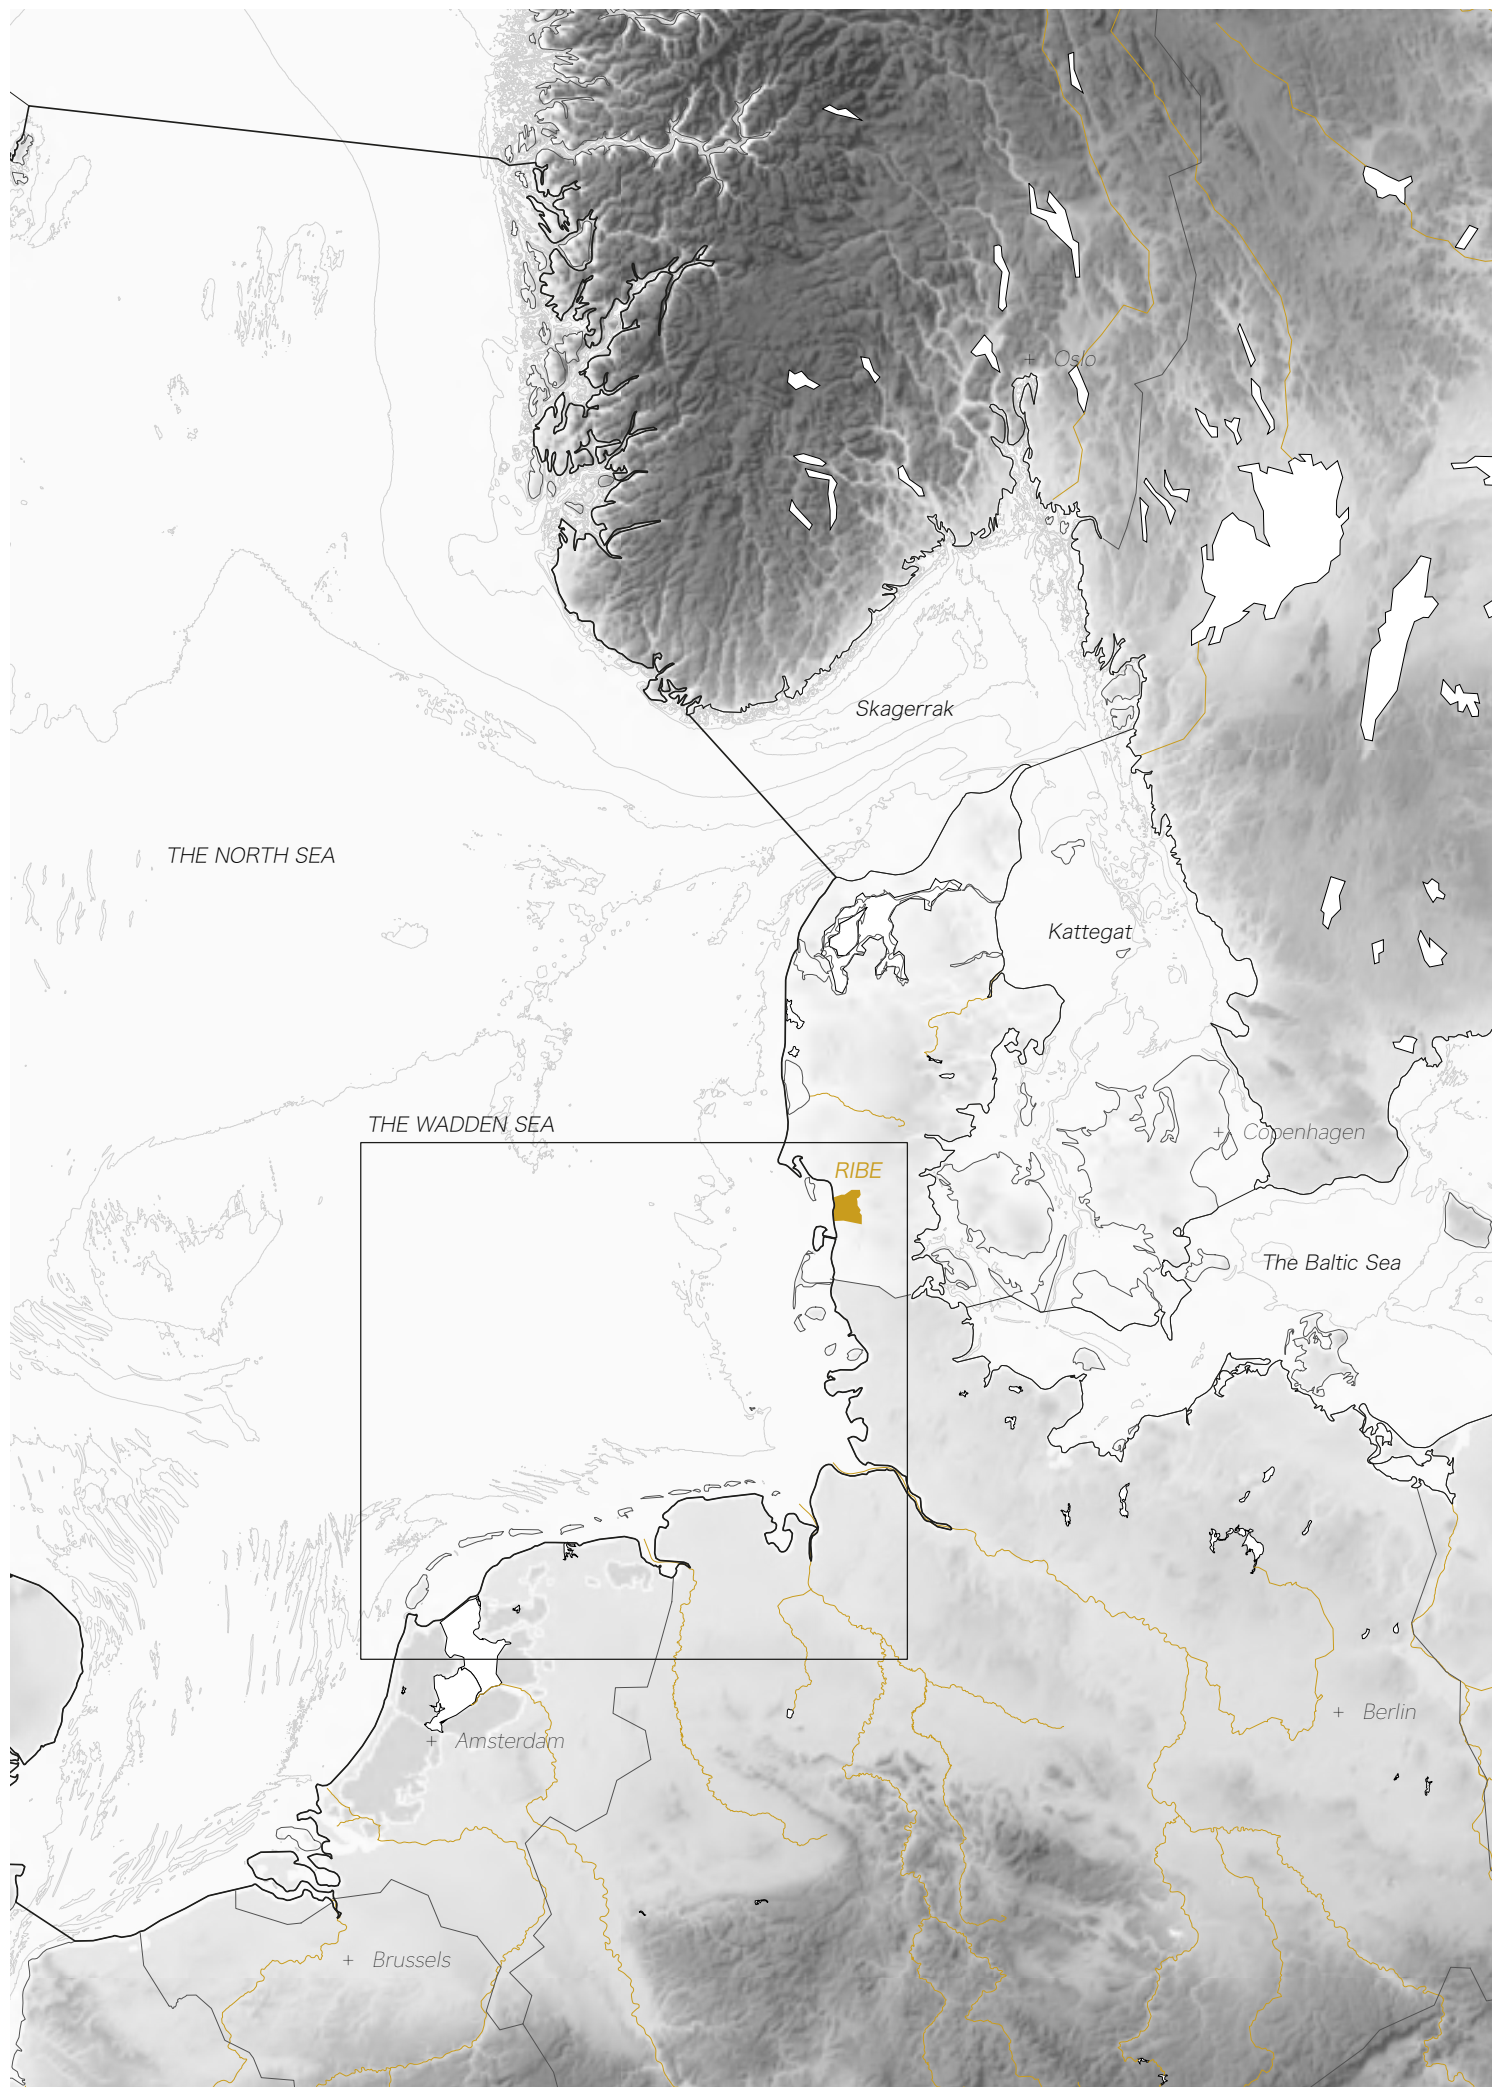 Oslo
Skagerrak
THE NORTH SEA
Kattegat
THE WADDEN SEA
Copenhagen
RIBE
The Baltic Sea
Berlin
Amsterdam
Brussels